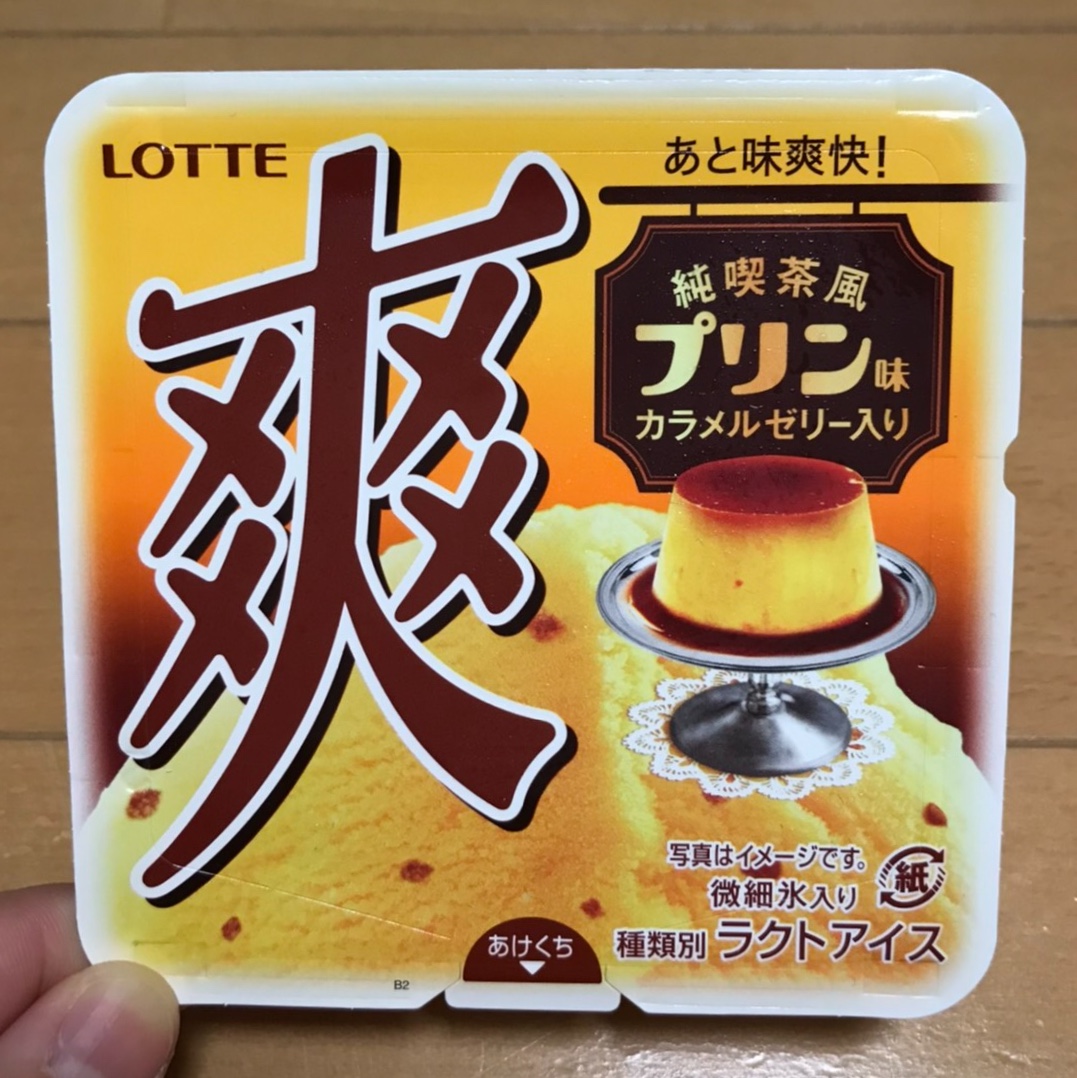 LOTTE
爽
あと味爽快!
純喫茶風
プリン味
カラメルゼリー入り
写真はイメージです。
紙
微細氷入り
種類別 ラクトアイス
あけくち
B2